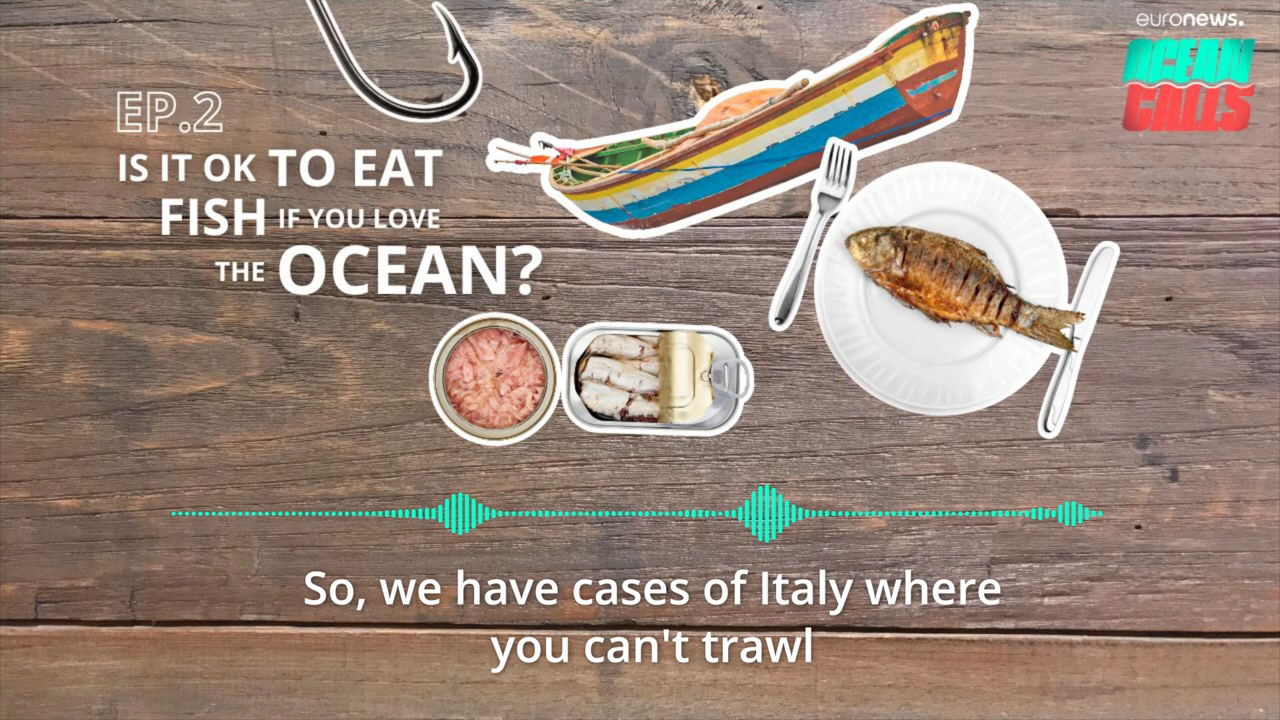 euronews.
OCEAN
CALLS
EP.2
IS IT OK TO EAT
FISH IF YOU LOVE
THE OCEAN?
So, we have cases of Italy where
you can't trawl